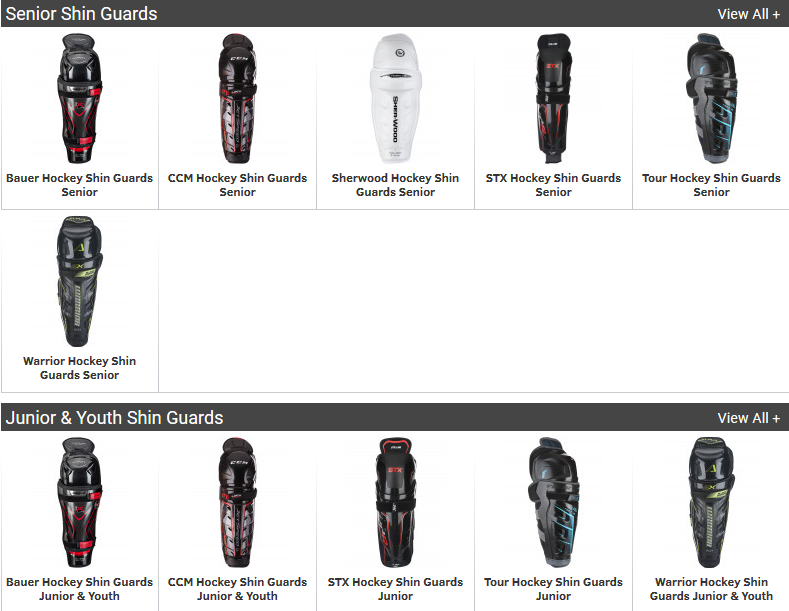 Senior Shin Guards
View All +
CCM
SHERWOOD
STX
Bauer Hockey Shin Guards
Senior
CCM Hockey Shin Guards
Senior
Sherwood Hockey Shin
Guards Senior
STX Hockey Shin Guards
Senior
Tour Hockey Shin Guards
Senior
WARRIOR
Warrior Hockey Shin
Guards Senior
Junior & Youth Shin Guards
View All +
CCM
STX
WARRIOR
Bauer Hockey Shin Guards
Junior & Youth
CCM Hockey Shin Guards
Junior & Youth
STX Hockey Shin Guards
Junior
Tour Hockey Shin Guards
Junior
Warrior Hockey Shin
Guards Junior & Youth